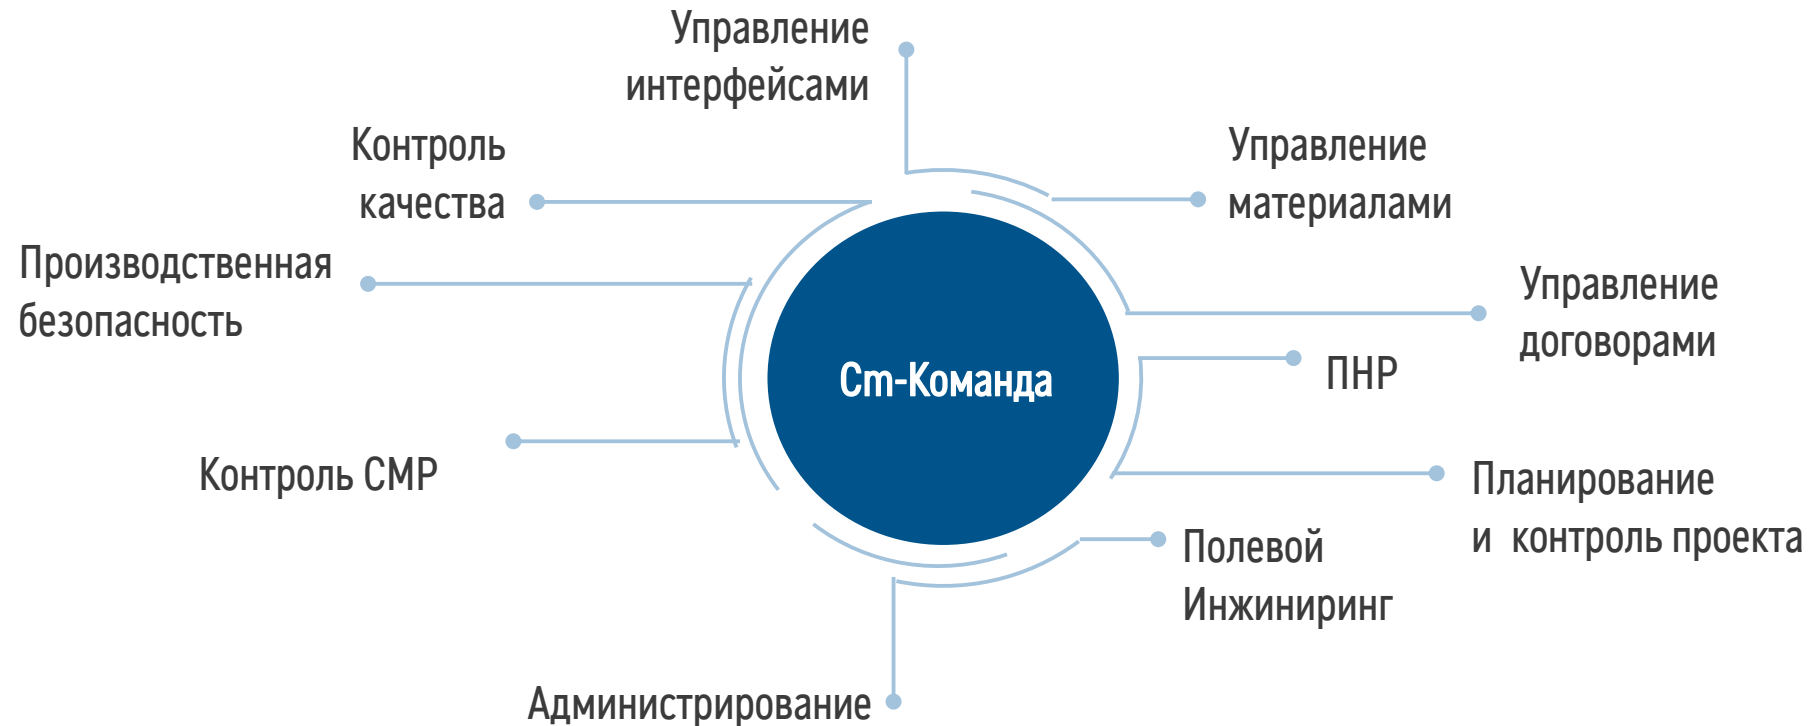 Управление
интерфейсами
Контроль
качества
Управление
материалами
Производственная
безопасность
Управление
договорами
ПНР
Cm-Команда
Контроль СМР
Планирование
и контроль проекта
Полевой
Инжиниринг
Администрирование